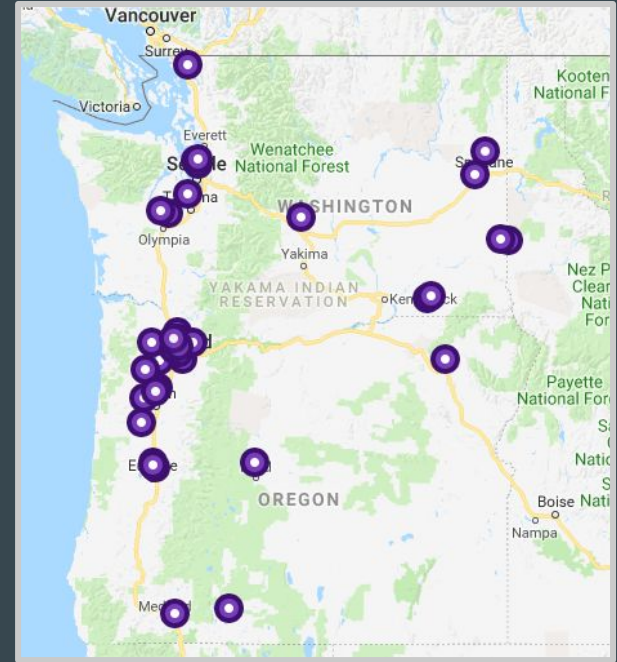 Vancouver
Surrey
Kooten
National F
Victoria
Everett
Wenatchee
National Forest
WASHINGTON
Olympia
Yakima
YAKAMA INDIAN
RESERVATION
Nez P
Clear
Nati
For
Payette
National For
OREGON
Boise
Nampa